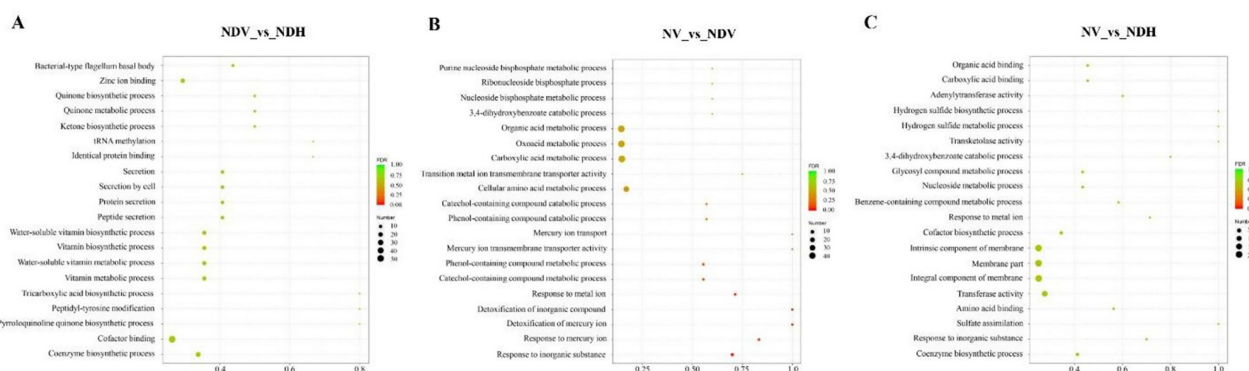 A
NDV_vs_NDH
Bacterial-type flagellum basal body
Zinc ion binding
Quinone biosynthetic process
Quinone metabolic process
Ketone biosynthetic process
tRNA methylation
Identical protein binding
Secretion
Secretion by cell
Protein secretion
Peptide secretion
Water-soluble vitamin biosynthetic process
Vitamin biosynthetic process
Water-soluble vitamin metabolic process
Vitamin metabolic process
Tricarboxylic acid biosynthetic process
Peptidyl-tyrosine modification
Pyrroloquinoline quinone biosynthetic process
Cofactor binding
Coenzyme biosynthetic process
0.4
0.6
0.8
FDR
1.00
0.75
0.50
0.25
0.00
Number
10
20
30
40
50
B
NV_vs_NDV
Purine nucleoside bisphosphate metabolic process
Ribonucleoside bisphosphate process
Nucleoside bisphosphate metabolic process
3,4-dihydroxybenzoate catabolic process
Organic acid metabolic process
Oxoacid metabolic process
Carboxylic acid metabolic process
Transition metal ion transmembrane transporter activity
Cellular amino acid metabolic process
Catechol-containing compound catabolic process
Phenol-containing compound catabolic process
Mercury ion transport
Mercury ion transmembrane transporter activity
Phenol-containing compound metabolic process
Catechol-containing compound metabolic process
Response to metal ion
Detoxification of inorganic compound
Detoxification of mercury ion
Response to mercury ion
Response to inorganic substance
0.25
0.50
0.75
1.00
FDR
1.00
0.75
0.50
0.25
0.00
Number
10
20
30
40
C
NV_vs_NDH
Organic acid binding
Carboxylic acid binding
Adenylytransferase activity
Hydrogen sulfide biosynthetic process
Hydrogen sulfide metabolic process
Transketolase activity
3,4-dihydroxybenzoate catabolic process
Glycosyl compound metabolic process
Nucleoside metabolic process
Benzene-containing compound metabolic process
Response to metal ion
Cofactor biosynthetic process
Intrinsic component of membrane
Membrane part
Integral component of membrane
Transferase activity
Amino acid binding
Sulfate assimilation
Response to inorganic substance
Coenzyme biosynthetic process
0.4
0.6
0.8
1.0
FDR
Number